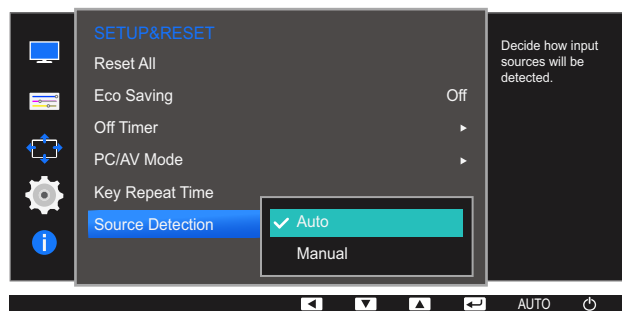 SETUP&RESET
Reset All
Eco Saving Off
Off Timer
PC/AV Mode
Key Repeat Time
Source Detection
Auto
Manual
Decide how input
sources will be
detected.
AUTO